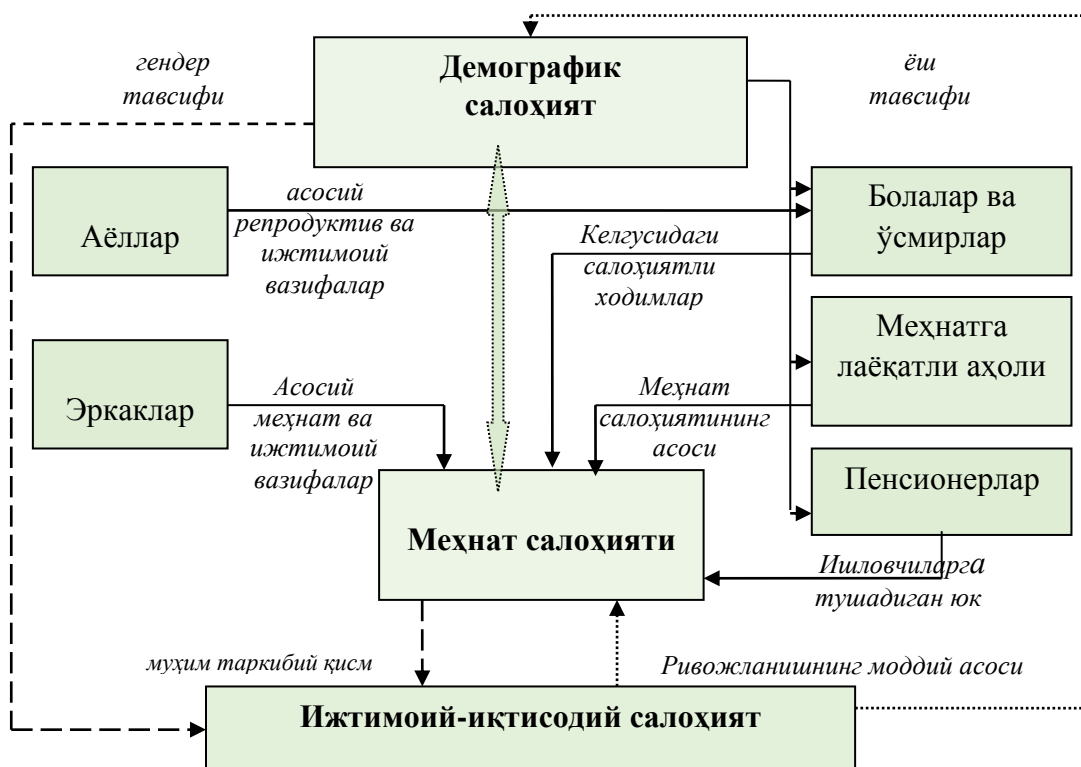 гендер
тавсифи
Демографик
салоҳият
ёш
тавсифи
Аёллар
асосий
репродуктив ва
ижтимоий
вазифалар
Келгусидаги
салоҳиятли
ходимлар
Болалар ва
ўсмирлар
Эркаклар
Асосий
меҳнат ва
ижтимоий
вазифалар
Меҳнат
салоҳиятининг
асоси
Меҳнатга
лаёқатли аҳоли
Пенсионерлар
Меҳнат салоҳияти
Ишловчиларга
тушадиган юк
муҳим таркибий қисм
Ривожланишнинг моддий асоси
Ижтимоий-иқтисодий салоҳият